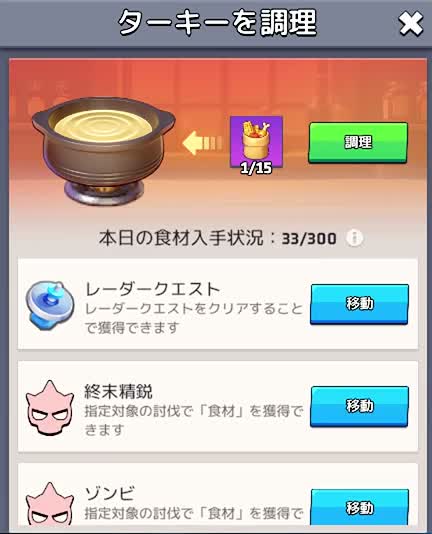 ターキーを調理
調理
1/15
本日の食材入手状況：33/300
レーダークエスト
レーダークエストをクリアすること
で獲得できます
移動
終末精鋭
指定対象の討伐で「食材」を獲得で
きます
移動
ゾンビ
指定対象の討伐で「食材」を獲得で
移動